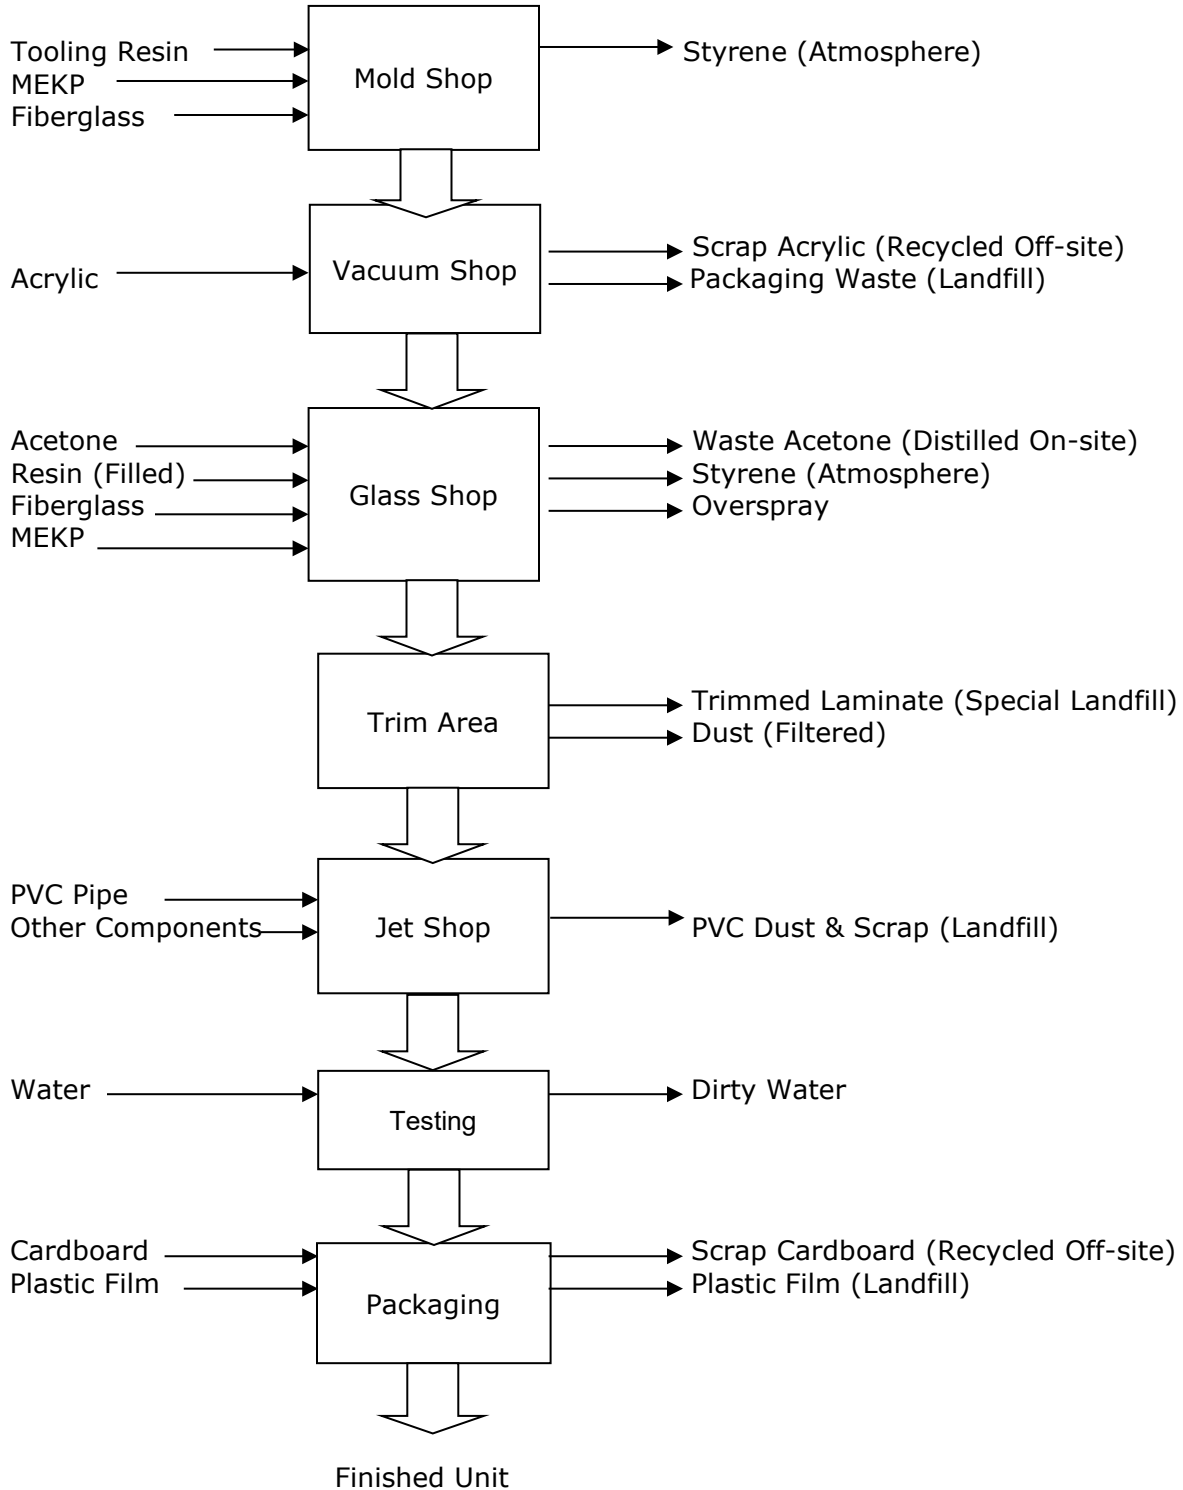 Tooling Resin
MEKP
Fiberglass
Mold Shop
Styrene (Atmosphere)
Acrylic
Vacuum Shop
Scrap Acrylic (Recycled Off-site)
Packaging Waste (Landfill)
Acetone
Resin (Filled)
Fiberglass
MEKP
Glass Shop
Waste Acetone (Distilled On-site)
Styrene (Atmosphere)
Overspray
Trim Area
Trimmed Laminate (Special Landfill)
Dust (Filtered)
PVC Pipe
Other Components
Jet Shop
PVC Dust & Scrap (Landfill)
Water
Testing
Dirty Water
Cardboard
Plastic Film
Packaging
Scrap Cardboard (Recycled Off-site)
Plastic Film (Landfill)
Finished Unit